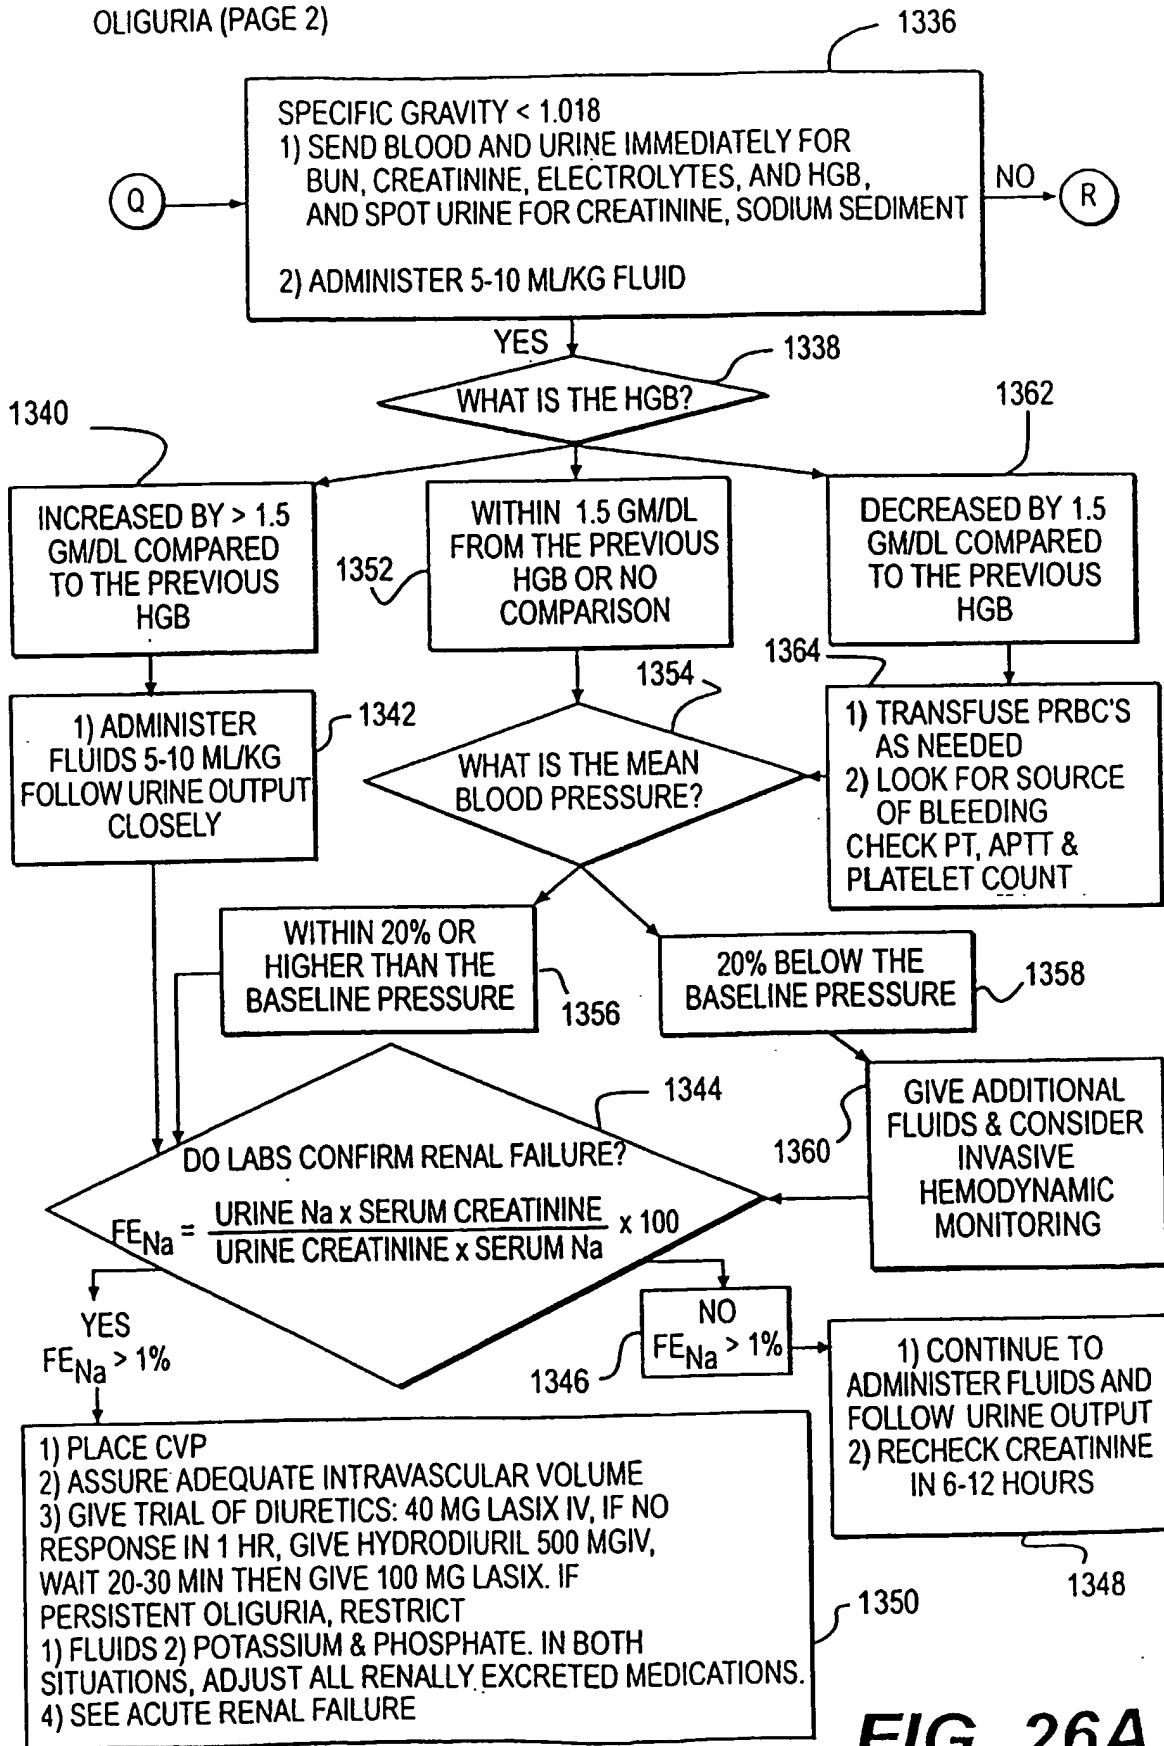 OLIGURIA (PAGE 2)
1336
SPECIFIC GRAVITY < 1.018
1) SEND BLOOD AND URINE IMMEDIATELY FOR
BUN, CREATININE, ELECTROLYTES, AND HGB,
AND SPOT URINE FOR CREATININE, SODIUM SEDIMENT
2) ADMINISTER 5-10 ML/KG FLUID
Q
NO
R
YES
1338
WHAT IS THE HGB?
1340
INCREASED BY > 1.5
GM/DL COMPARED
TO THE PREVIOUS
HGB
1352
WITHIN 1.5 GM/DL
FROM THE PREVIOUS
HGB OR NO
COMPARISON
1362
DECREASED BY 1.5
GM/DL COMPARED
TO THE PREVIOUS
HGB
1342
1) ADMINISTER
FLUIDS 5-10 ML/KG
FOLLOW URINE OUTPUT
CLOSELY
1354
WHAT IS THE MEAN
BLOOD PRESSURE?
1364
1) TRANSFUSE PRBC'S
AS NEEDED
2) LOOK FOR SOURCE
OF BLEEDING
CHECK PT, APTT &
PLATELET COUNT
WITHIN 20% OR
HIGHER THAN THE
BASELINE PRESSURE
1356
20% BELOW THE
BASELINE PRESSURE
1358
1360
GIVE ADDITIONAL
FLUIDS & CONSIDER
INVASIVE
HEMODYNAMIC
MONITORING
1344
DO LABS CONFIRM RENAL FAILURE?
FENa = URINE Na x SERUM CREATININE / URINE CREATININE x SERUM Na x 100
YES
FENa > 1%
NO
FENa > 1%
1346
1) CONTINUE TO
ADMINISTER FLUIDS AND
FOLLOW URINE OUTPUT
2) RECHECK CREATININE
IN 6-12 HOURS
1348
1) PLACE CVP
2) ASSURE ADEQUATE INTRAVASCULAR VOLUME
3) GIVE TRIAL OF DIURETICS: 40 MG LASIX IV, IF NO
RESPONSE IN 1 HR, GIVE HYDRODIURIL 500 MGIV,
WAIT 20-30 MIN THEN GIVE 100 MG LASIX. IF
PERSISTENT OLIGURIA, RESTRICT
1) FLUIDS 2) POTASSIUM & PHOSPHATE. IN BOTH
SITUATIONS, ADJUST ALL RENALLY EXCRETED MEDICATIONS.
4) SEE ACUTE RENAL FAILURE
1350
FIG. 26A